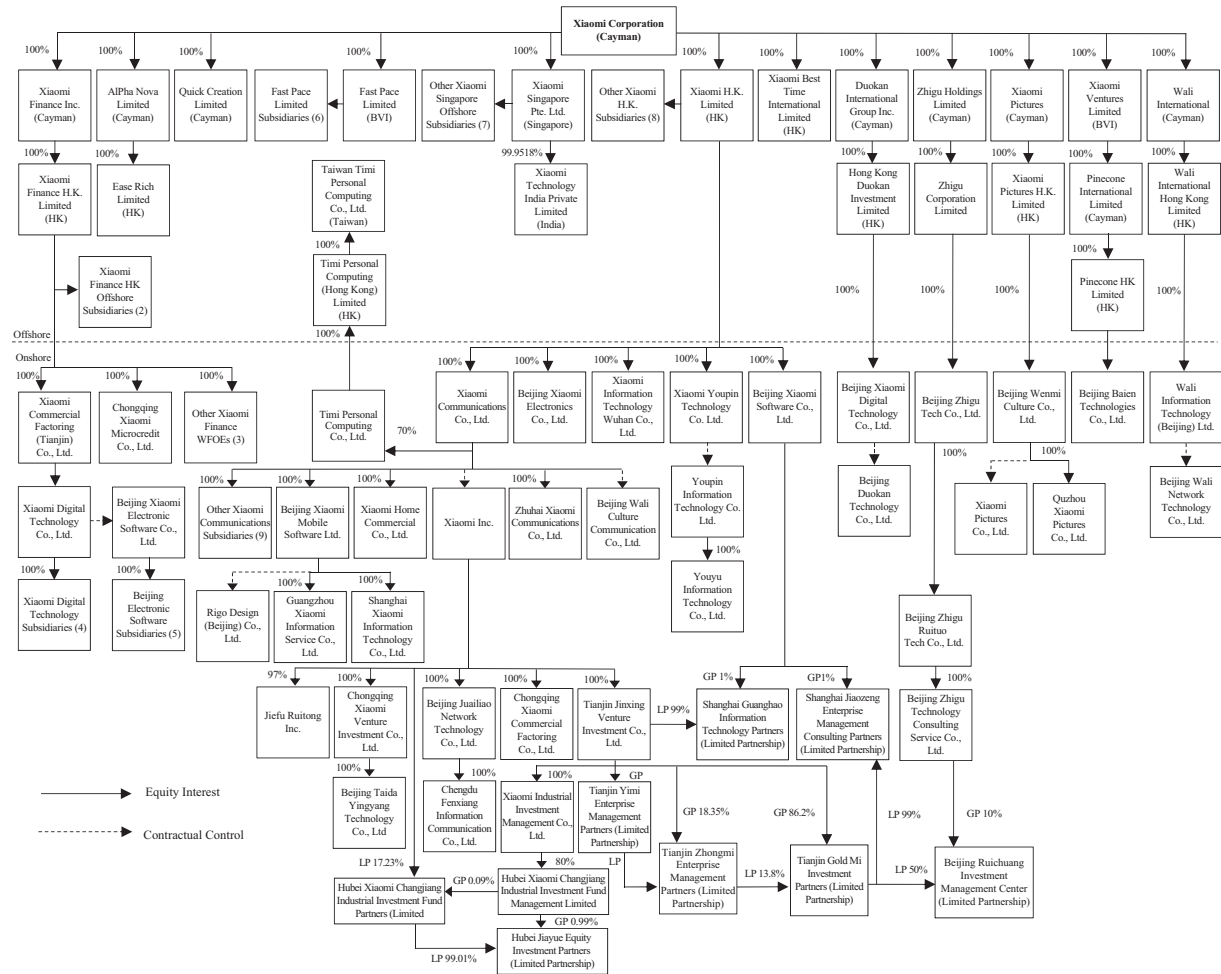 Xiaomi Corporation
(Cayman)
100%
100%
100%
100%
100%
100%
100%
100%
100%
100%
100%
100%
Xiaomi
Finance Inc.
(Cayman)
AlPha Nova
Limited
(Cayman)
Quick Creation
Limited
(Cayman)
Fast Pace
Limited
Subsidiaries (6)
Fast Pace
Limited
(BVI)
Other Xiaomi
Singapore
Offshore
Subsidiaries (7)
Xiaomi
Singapore
Pte. Ltd.
(Singapore)
Other Xiaomi
H.K.
Subsidiaries (8)
Xiaomi H.K.
Limited
(HK)
Xiaomi Best
Time
International
Limited
(HK)
Duokan
International
Group Inc.
(Cayman)
Zhigu Holdings
Limited
(Cayman)
Xiaomi
Pictures
(Cayman)
Xiaomi
Ventures
Limited
(BVI)
Wali
International
(Cayman)
100%
100%
99.9518%
100%
100%
100%
100%
100%
Xiaomi
Finance H.K.
Limited
(HK)
Ease Rich
Limited
(HK)
Taiwan Timi
Personal
Computing
Co., Ltd.
(Taiwan)
Xiaomi
Technology
India Private
Limited
(India)
Hong Kong
Duokan
Investment
Limited
(HK)
Zhigu
Corporation
Limited
Xiaomi
Pictures H.K.
Limited
(HK)
Pinecone
International
Limited
(Cayman)
Wali
International
Hong Kong
Limited
(HK)
100%
100%
Xiaomi
Finance HK
Offshore
Subsidiaries (2)
Timi Personal
Computing
(Hong Kong)
Limited
(HK)
Pinecone HK
Limited
(HK)
100%
100%
100%
100%
100%
Offshore
Onshore
100%
100%
100%
100%
100%
100%
100%
100%
100%
Xiaomi
Commercial
Factoring
(Tianjin) Co.,
Ltd.
Chongqing
Xiaomi
Microcredit
Co., Ltd.
Other Xiaomi
Finance
WFOEs (3)
Timi Personal
Computing Co.,
Ltd.
Xiaomi
Communications
Co., Ltd.
Beijing Xiaomi
Electronics
Co., Ltd.
Xiaomi
Information
Technology
Wuhan Co.,
Ltd.
Xiaomi Youpin
Technology Co.
Ltd.
Beijing Xiaomi
Software Co.,
Ltd.
Beijing Xiaomi
Digital
Technology
Co., Ltd.
Beijing Zhigu
Tech Co., Ltd.
Beijing Wenmi
Culture Co.,
Ltd.
Beijing Baien
Technologies
Co., Ltd.
Wali
Information
Technology
(Beijing) Ltd.
70%
100%
100%
100%
100%
100%
100%
100%
Xiaomi Digital
Technology
Co., Ltd.
Beijing Xiaomi
Electronic
Software Co.,
Ltd.
Other Xiaomi
Communications
Subsidiaries (9)
Beijing Xiaomi
Mobile
Software Ltd.
Xiaomi Home
Commercial
Co., Ltd.
Xiaomi Inc.
Zhuhai Xiaomi
Communications
Co., Ltd.
Beijing Wali
Culture
Communication
Co., Ltd.
Youpin
Information
Technology Co.
Ltd.
Beijing
Duokan
Technology
Co., Ltd.
Xiaomi
Pictures
Co., Ltd.
Quzhou
Xiaomi
Pictures
Co., Ltd.
Beijing Wali
Network
Technology
Co., Ltd.
100%
100%
100%
100%
100%
100%
Xiaomi Digital
Technology
Subsidiaries (4)
Beijing
Electronic
Software
Subsidiaries (5)
Rigo Design
(Beijing) Co.,
Ltd.
Guangzhou
Xiaomi
Information
Service Co.,
Ltd.
Shanghai
Xiaomi
Information
Technology
Co., Ltd.
Youyu
Information
Technology
Co., Ltd.
Beijing Zhigu
Ruituo
Tech Co., Ltd.
97%
100%
100%
100%
100%
GP 1%
GP1%
100%
Jiefu Ruitong
Inc.
Chongqing
Xiaomi
Venture
Investment Co.,
Ltd.
Beijing Juailiao
Network
Technology
Co., Ltd.
Chongqing
Xiaomi
Commercial
Factoring Co.,
Ltd.
Tianjin Jinxing
Venture
Investment Co.,
Ltd.
LP 99%
Shanghai Guanghao
Information
Technology Partners
(Limited Partnership)
Shanghai Jiaozeng
Enterprise
Management
Consulting Partners
(Limited Partnership)
Beijing Zhigu
Technology
Consulting
Service Co.,
Ltd.
Equity Interest
Contractual Control
100%
100%
100%
GP
GP 18.35%
GP 86.2%
LP 99%
GP 10%
Beijing Taida
Yingyang
Technology
Co., Ltd
Chengdu
Fenxiang
Information
Communication
Co., Ltd.
Xiaomi Industrial
Investment
Management Co.,
Ltd.
Tianjin Yimi
Enterprise
Management
Partners (Limited
Partnership)
LP 17.23%
80%
LP
Tianjin Zhongmi
Enterprise
Management
Partners (Limited
Partnership)
LP 13.8%
Tianjin Gold Mi
Investment
Partners (Limited
Partnership)
LP 50%
Beijing Ruichuang
Investment
Management Center
(Limited Partnership)
Hubei Xiaomi Changjiang
Industrial Investment Fund
Partners (Limited
GP 0.09%
Hubei Xiaomi Changjiang
Industrial Investment Fund
Management Limited
GP 0.99%
LP 99.01%
Hubei Jiayue Equity
Investment Partners
(Limited Partnership)